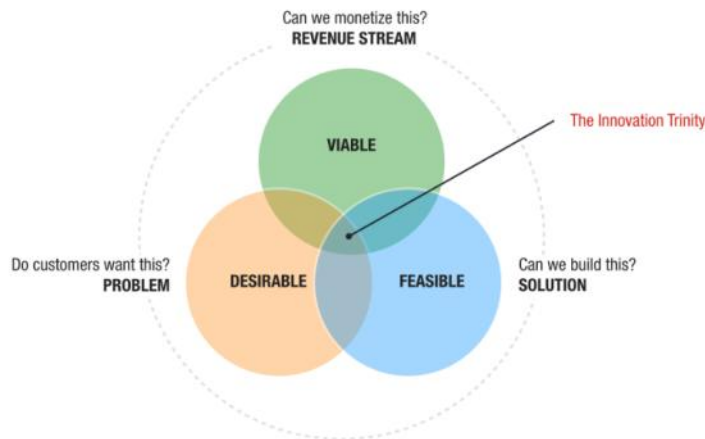 Can we monetize this?
REVENUE STREAM
The Innovation Trinity
VIABLE
Do customers want this?
PROBLEM
DESIRABLE
FEASIBLE
Can we build this?
SOLUTION